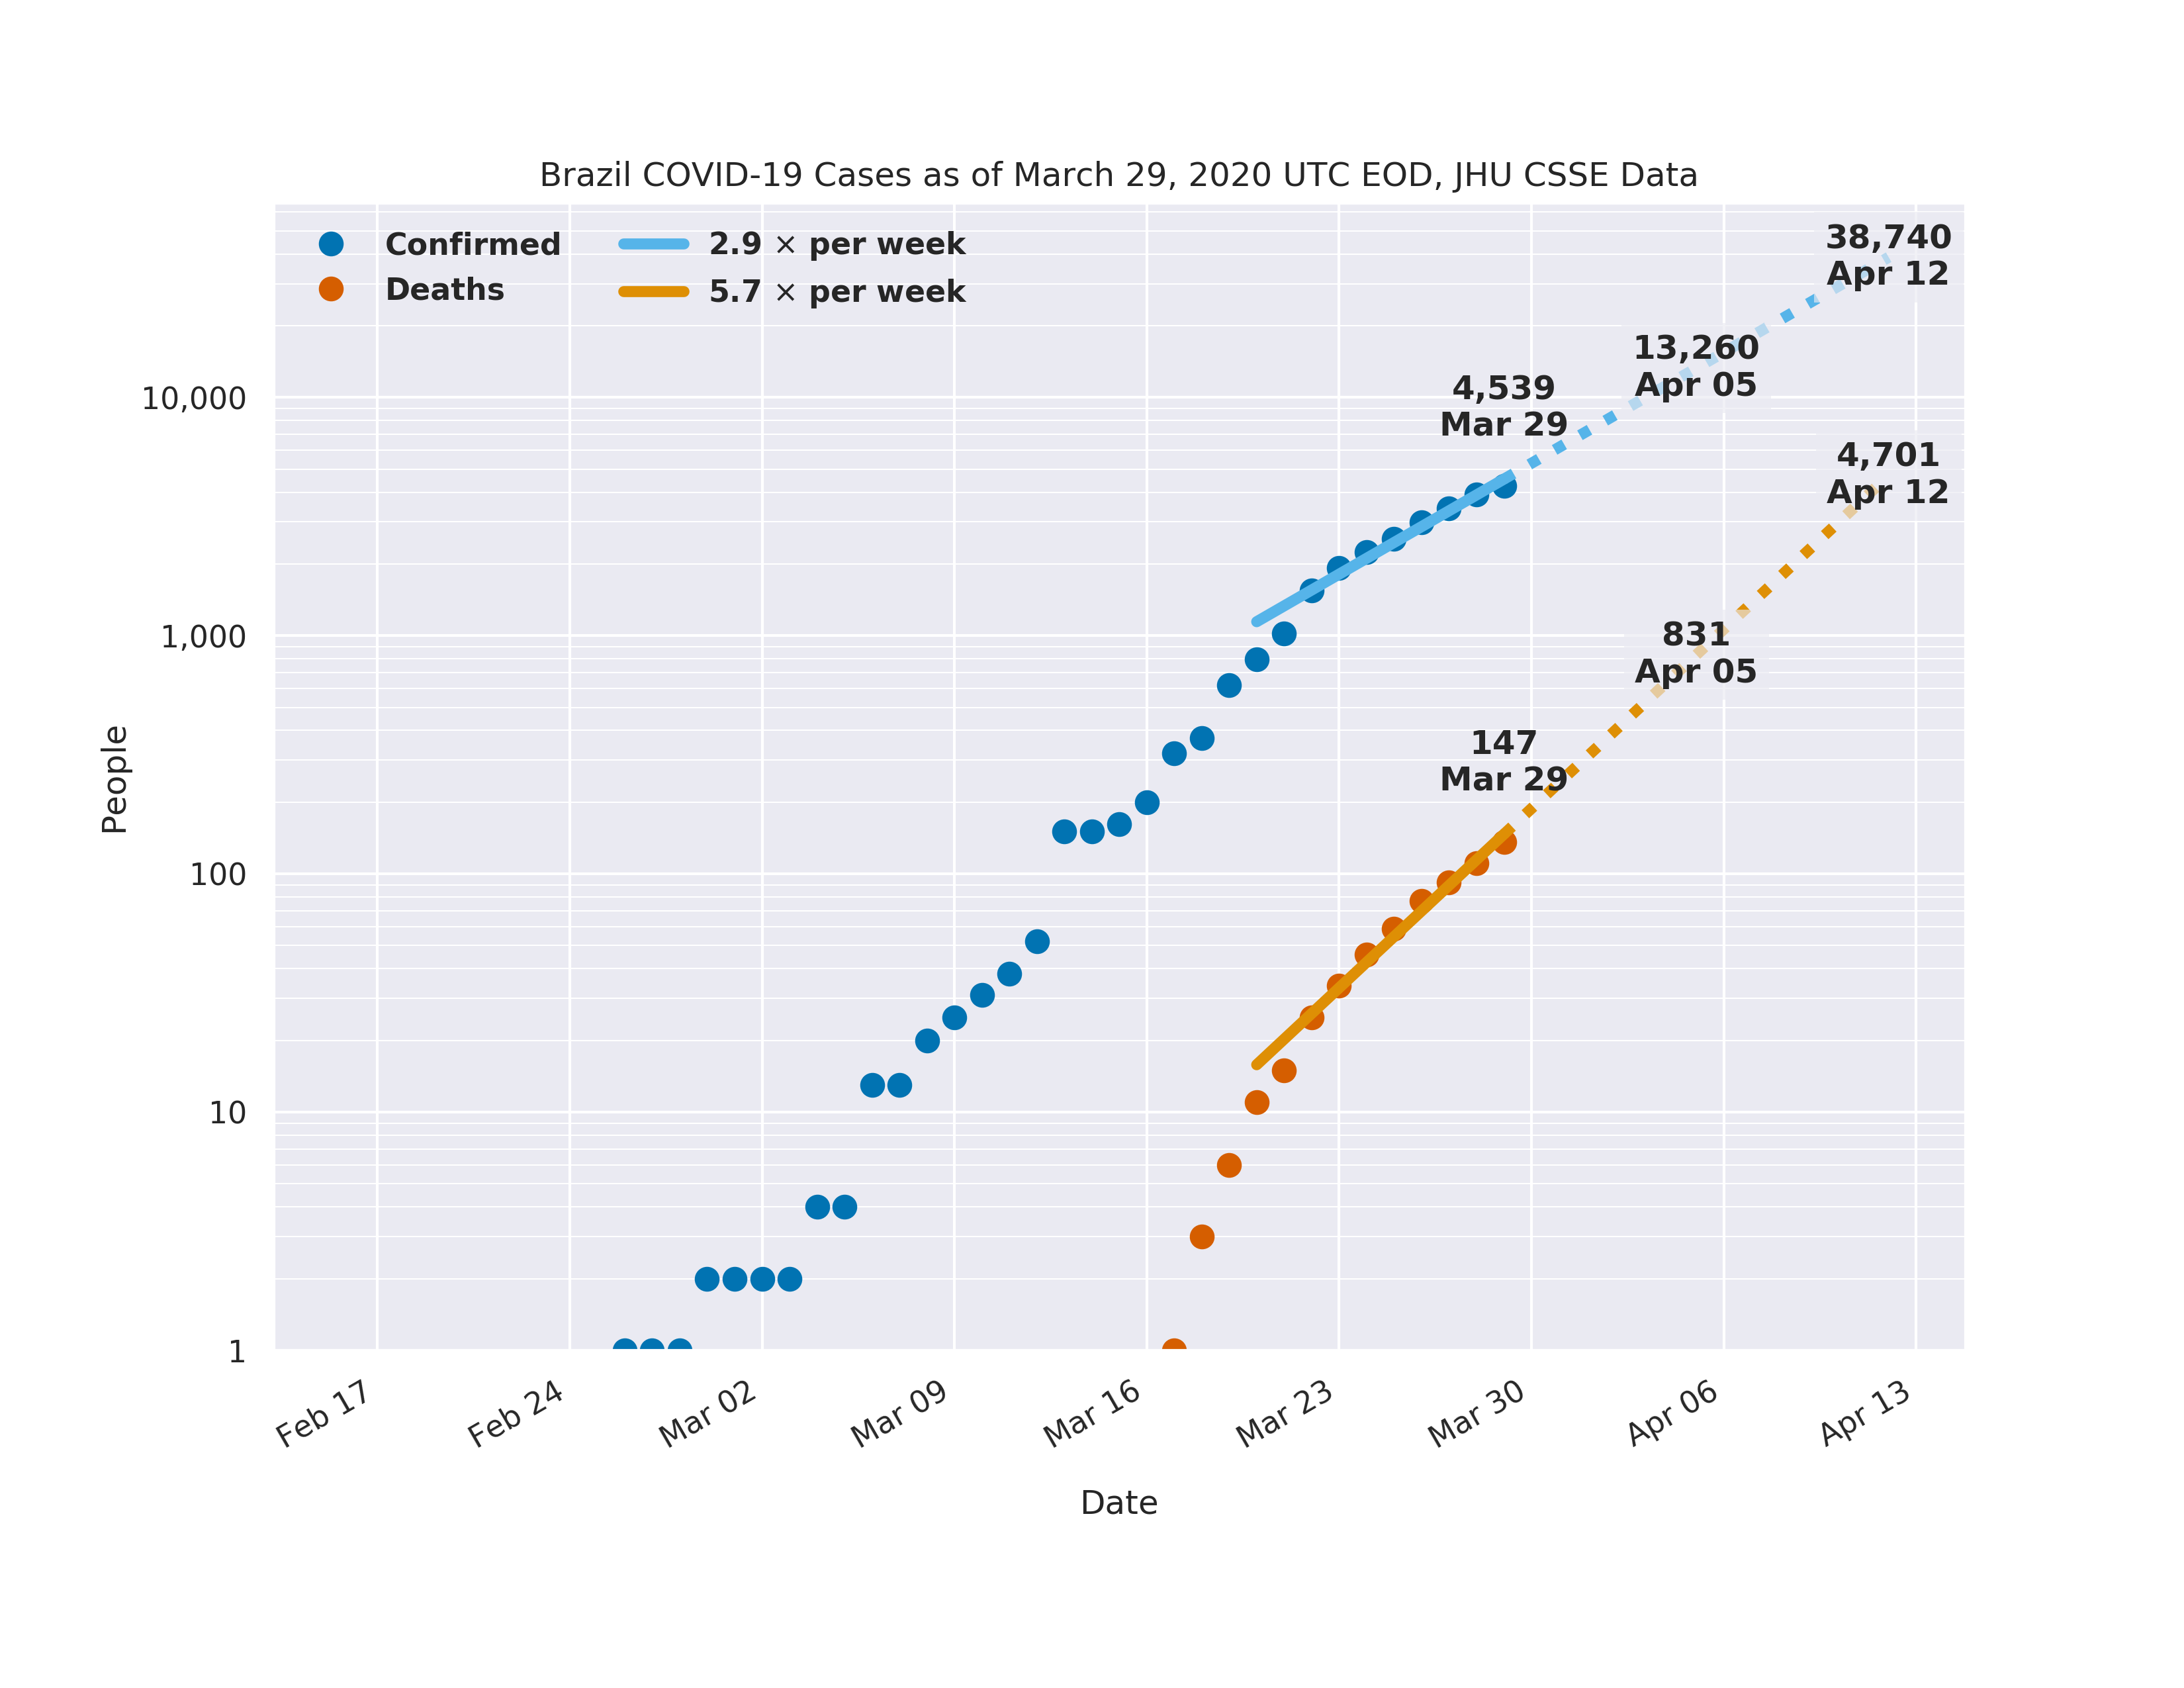 Brazil COVID-19 Cases as of March 29, 2020 UTC EOD, JHU CSSE Data
Confirmed
Deaths
2.9 × per week
5.7 × per week
38,740
Apr 12
13,260
Apr 05
4,539
Mar 29
4,701
Apr 12
831
Apr 05
147
Mar 29
10,000
1,000
100
10
1
People
Feb 17
Feb 24
Mar 02
Mar 09
Mar 16
Mar 23
Mar 30
Apr 06
Apr 13
Date